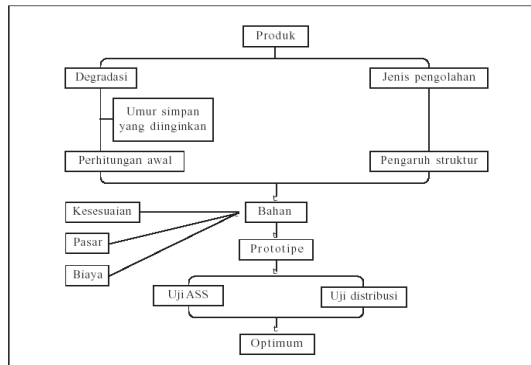 Produk
Degradasi
Jenis pengolahan
Umur simpan
yang diinginkan
Perhitungan awal
Pengaruh struktur
Kesesuaian
Bahan
Pasar
Prototipe
Biaya
Uji ASS
Uji distribusi
Optimum